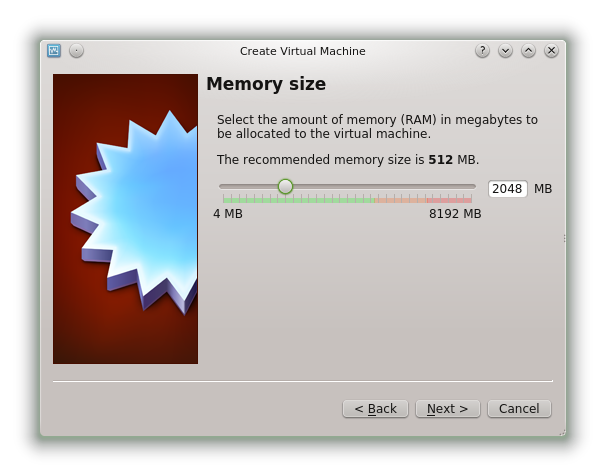 Create Virtual Machine
?
Memory size
Select the amount of memory (RAM) in megabytes to
be allocated to the virtual machine.
The recommended memory size is 512 MB.
2048 MB
4 MB 8192 MB
< Back Next > Cancel